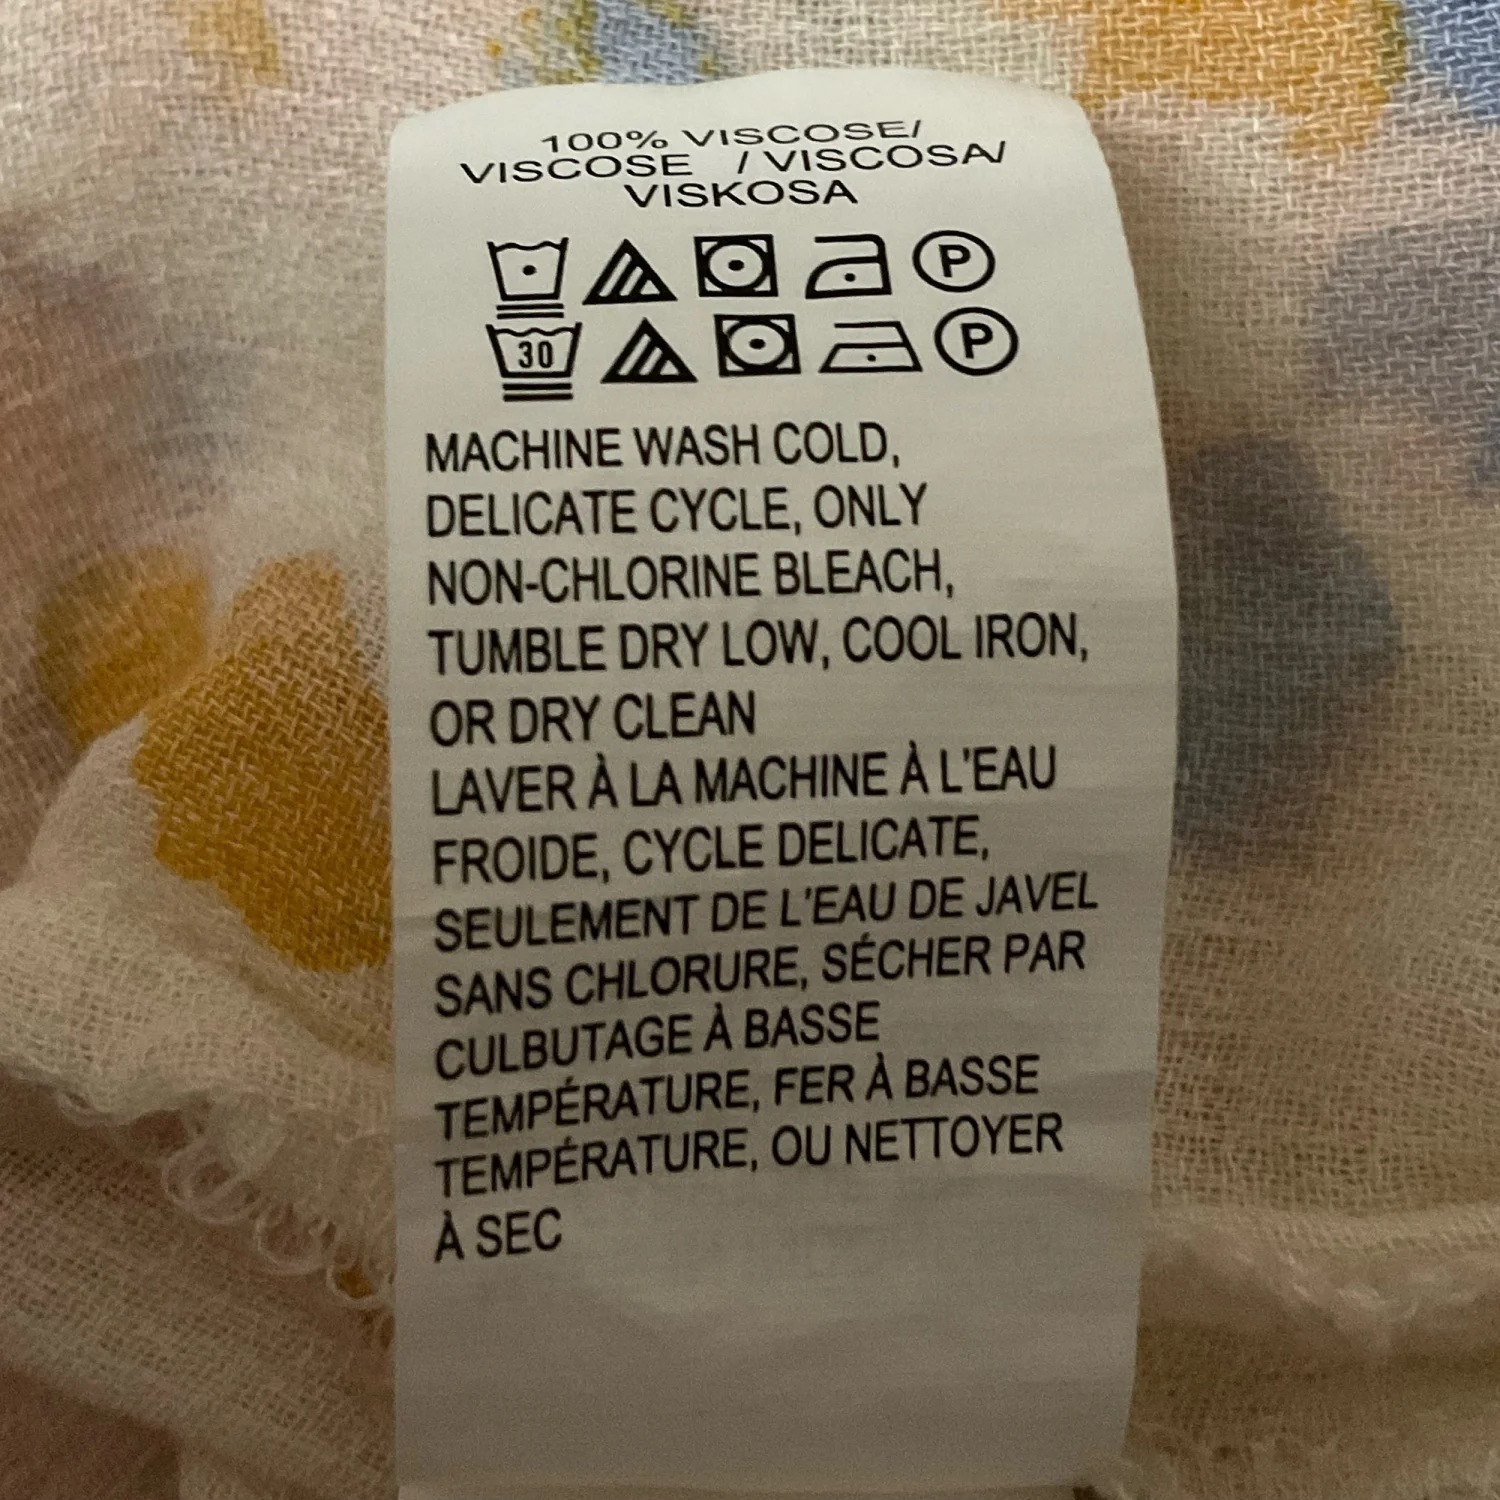 100% VISCOSE/
VISCOSE / VISCOSA/
VISKOSA
P
30 P
MACHINE WASH COLD,
DELICATE CYCLE, ONLY
NON-CHLORINE BLEACH,
TUMBLE DRY LOW, COOL IRON,
OR DRY CLEAN
LAVER À LA MACHINE À L'EAU
FROIDE, CYCLE DELICATE,
SEULEMENT DE L'EAU DE JAVEL
SANS CHLORURE, SÉCHER PAR
CULBUTAGE À BASSE
TEMPÉRATURE, FER À BASSE
TEMPÉRATURE, OU NETTOYER
À SEC